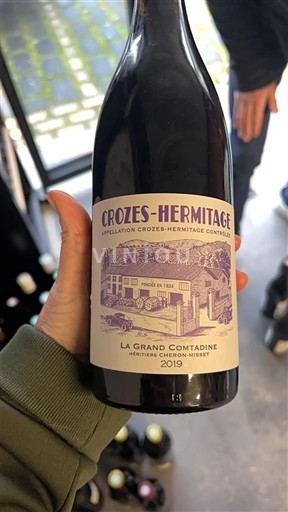 CROZES-HERMITAGE
APPELLATION CROZES-HERMITAGE CONTRÔLÉE
VINIOU
FONDÉE EN 1924
LA GRAND COMTADINE
HÉRITIERS CHERON-MISSET
2019